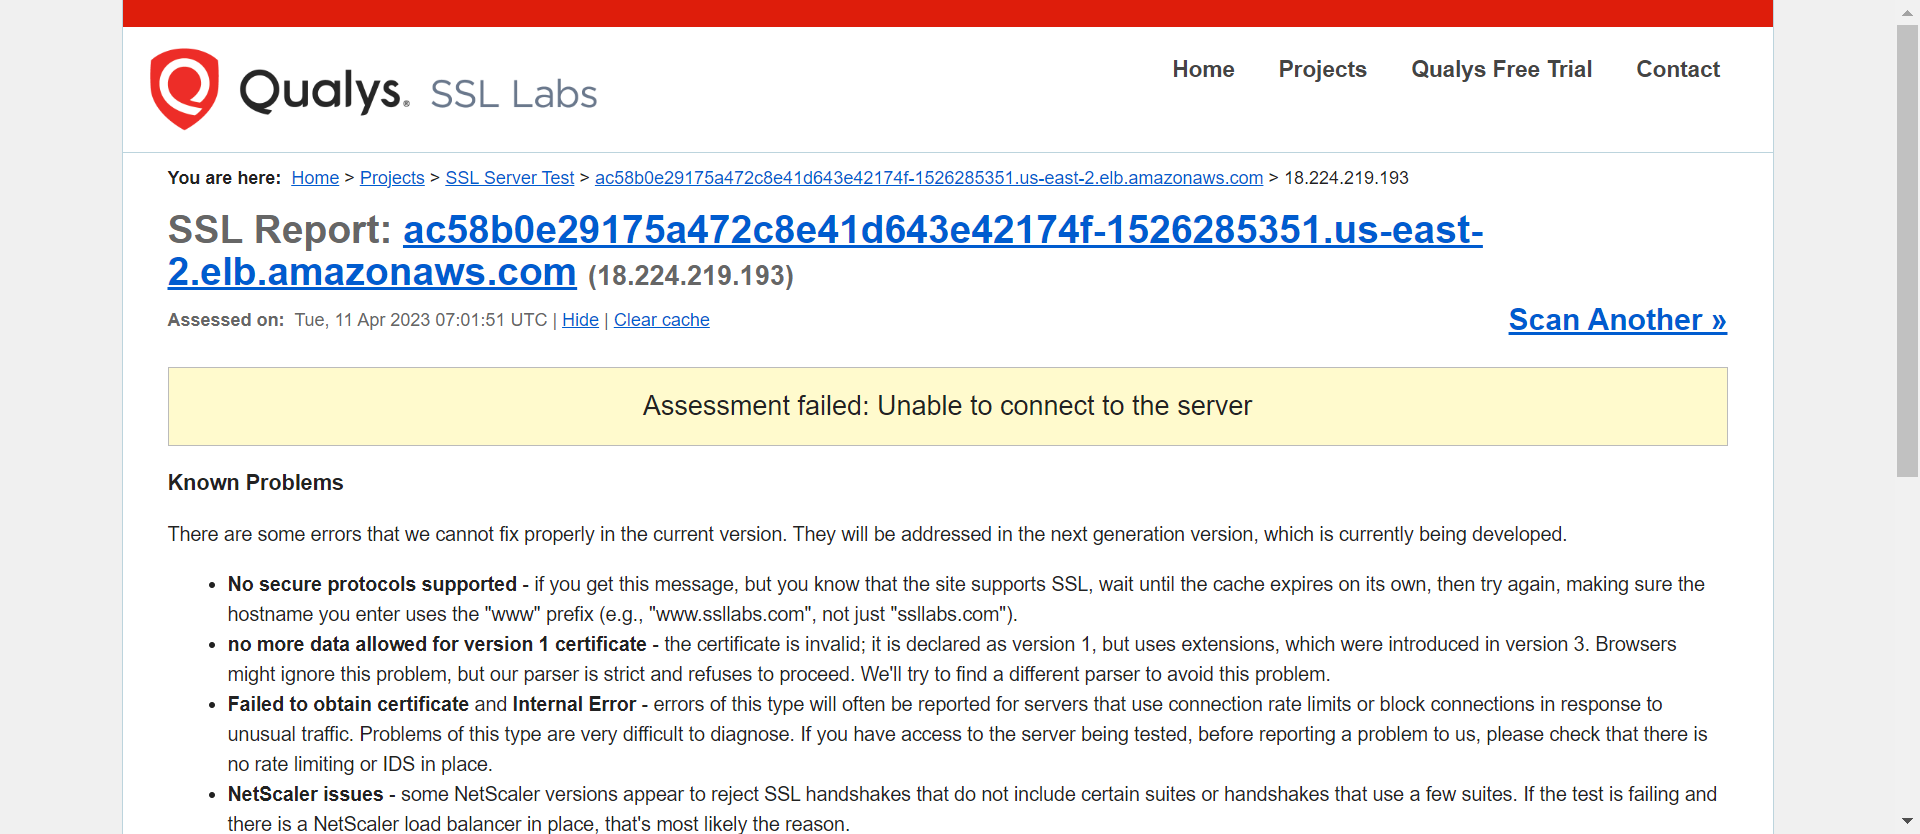 Qualys. SSL Labs
Home Projects Qualys Free Trial Contact
You are here: Home > Projects > SSL Server Test > ac58b0e29175a472c8e41d643e42174f-1526285351.us-east-2.elb.amazonaws.com > 18.224.219.193
SSL Report: ac58b0e29175a472c8e41d643e42174f-1526285351.us-east-
2.elb.amazonaws.com (18.224.219.193)
Assessed on: Tue, 11 Apr 2023 07:01:51 UTC | Hide | Clear cache
Scan Another »
Assessment failed: Unable to connect to the server
Known Problems
There are some errors that we cannot fix properly in the current version. They will be addressed in the next generation version, which is currently being developed.
• No secure protocols supported - if you get this message, but you know that the site supports SSL, wait until the cache expires on its own, then try again, making sure the
hostname you enter uses the "www" prefix (e.g., "www.ssllabs.com", not just "ssllabs.com").
• no more data allowed for version 1 certificate - the certificate is invalid; it is declared as version 1, but uses extensions, which were introduced in version 3. Browsers
might ignore this problem, but our parser is strict and refuses to proceed. We'll try to find a different parser to avoid this problem.
• Failed to obtain certificate and Internal Error - errors of this type will often be reported for servers that use connection rate limits or block connections in response to
unusual traffic. Problems of this type are very difficult to diagnose. If you have access to the server being tested, before reporting a problem to us, please check that there is
no rate limiting or IDS in place.
• NetScaler issues - some NetScaler versions appear to reject SSL handshakes that do not include certain suites or handshakes that use a few suites. If the test is failing and
there is a NetScaler load balancer in place, that's most likely the reason.